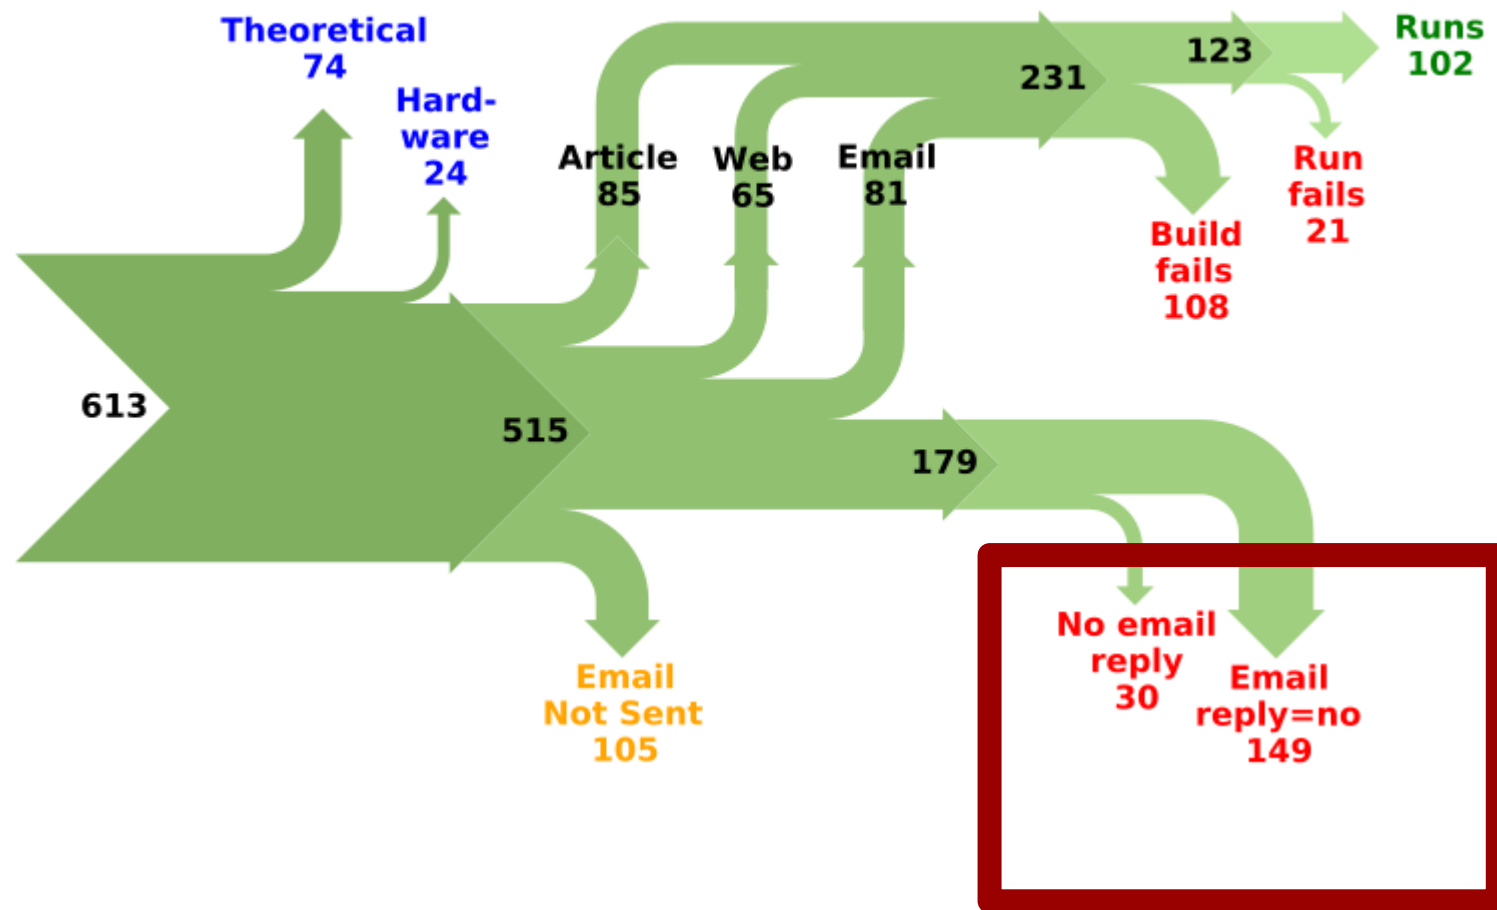 Theoretical
74
Hard-
ware
24
Article
85
Web
65
Email
81
231
123
Runs
102
Run
fails
21
Build
fails
108
613
515
179
No email
reply
30
Email
reply=no
149
Email
Not Sent
105